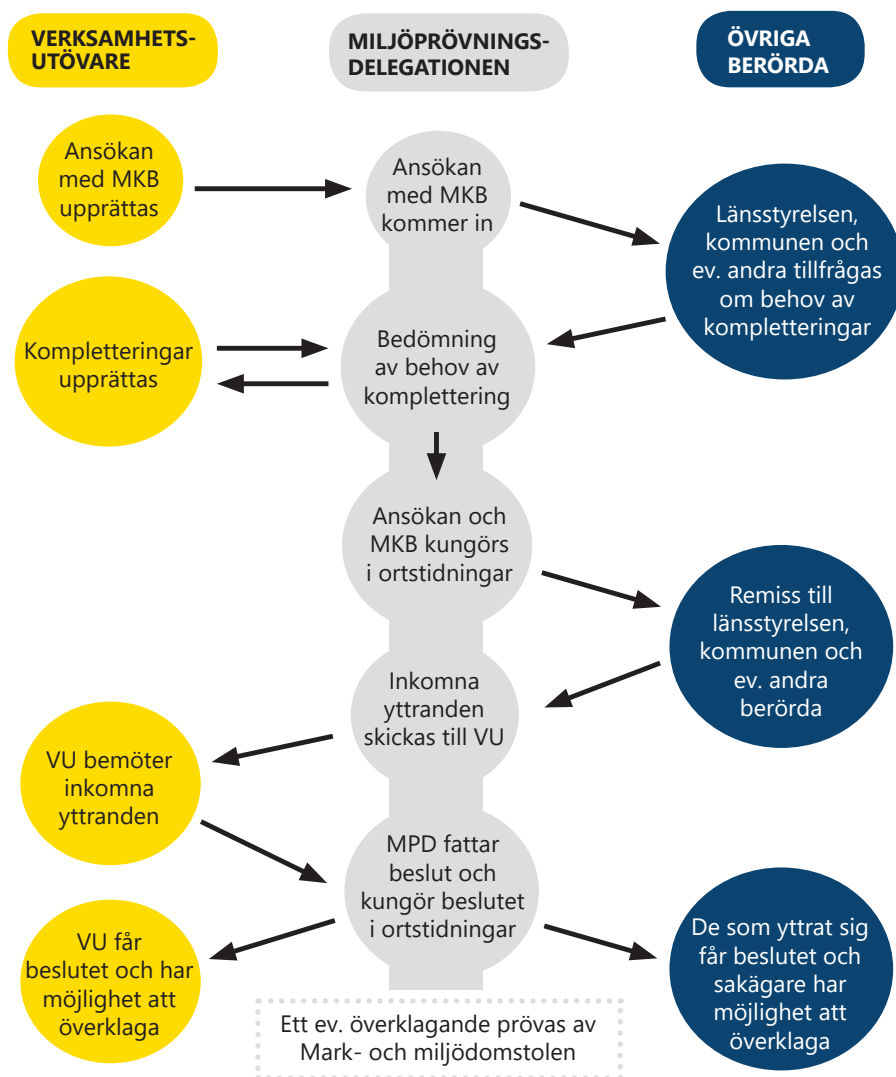 VERKSAMHETS-
UTÖVARE
MILJÖPRÖVNINGS-
DELEGATIONEN
ÖVRIGA
BERÖRDA
Ansökan
med MKB
upprättas
Ansökan
med MKB
kommer in
Länsstyrelsen,
kommunen och
ev. andra tillfrågas
om behov av
kompletteringar
Kompletteringar
upprättas
Bedömning
av behov av
komplettering
Ansökan och
MKB kungörs
i ortstidningar
Remiss till
länsstyrelsen,
kommunen och
ev. andra
berörda
Inkomna
yttranden
skickas till VU
VU bemöter
inkomna
yttranden
MPD fattar
beslut och
kungör beslutet
i ortstidningar
VU får
beslutet och har
möjlighet att
överklaga
De som yttrat sig
får beslutet och
sakägare har
möjlighet att
överklaga
Ett ev. överklagande prövas av
Mark- och miljödomstolen